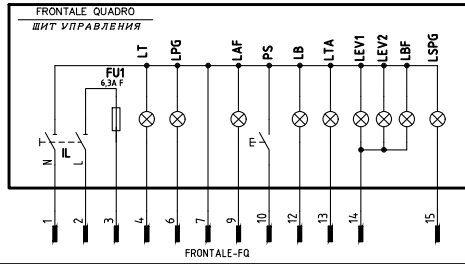 FRONTALE QUADRO
ЩИТ УПРАВЛЕНИЯ
LT
LPG
LAF
PS
LB
LTA
LEV1
LEV2
LBF
LSPG
FU1
6,3A F
IL
N
L
1
2
3
4
6
7
9
10
12
13
14
15
FRONTALE-FQ